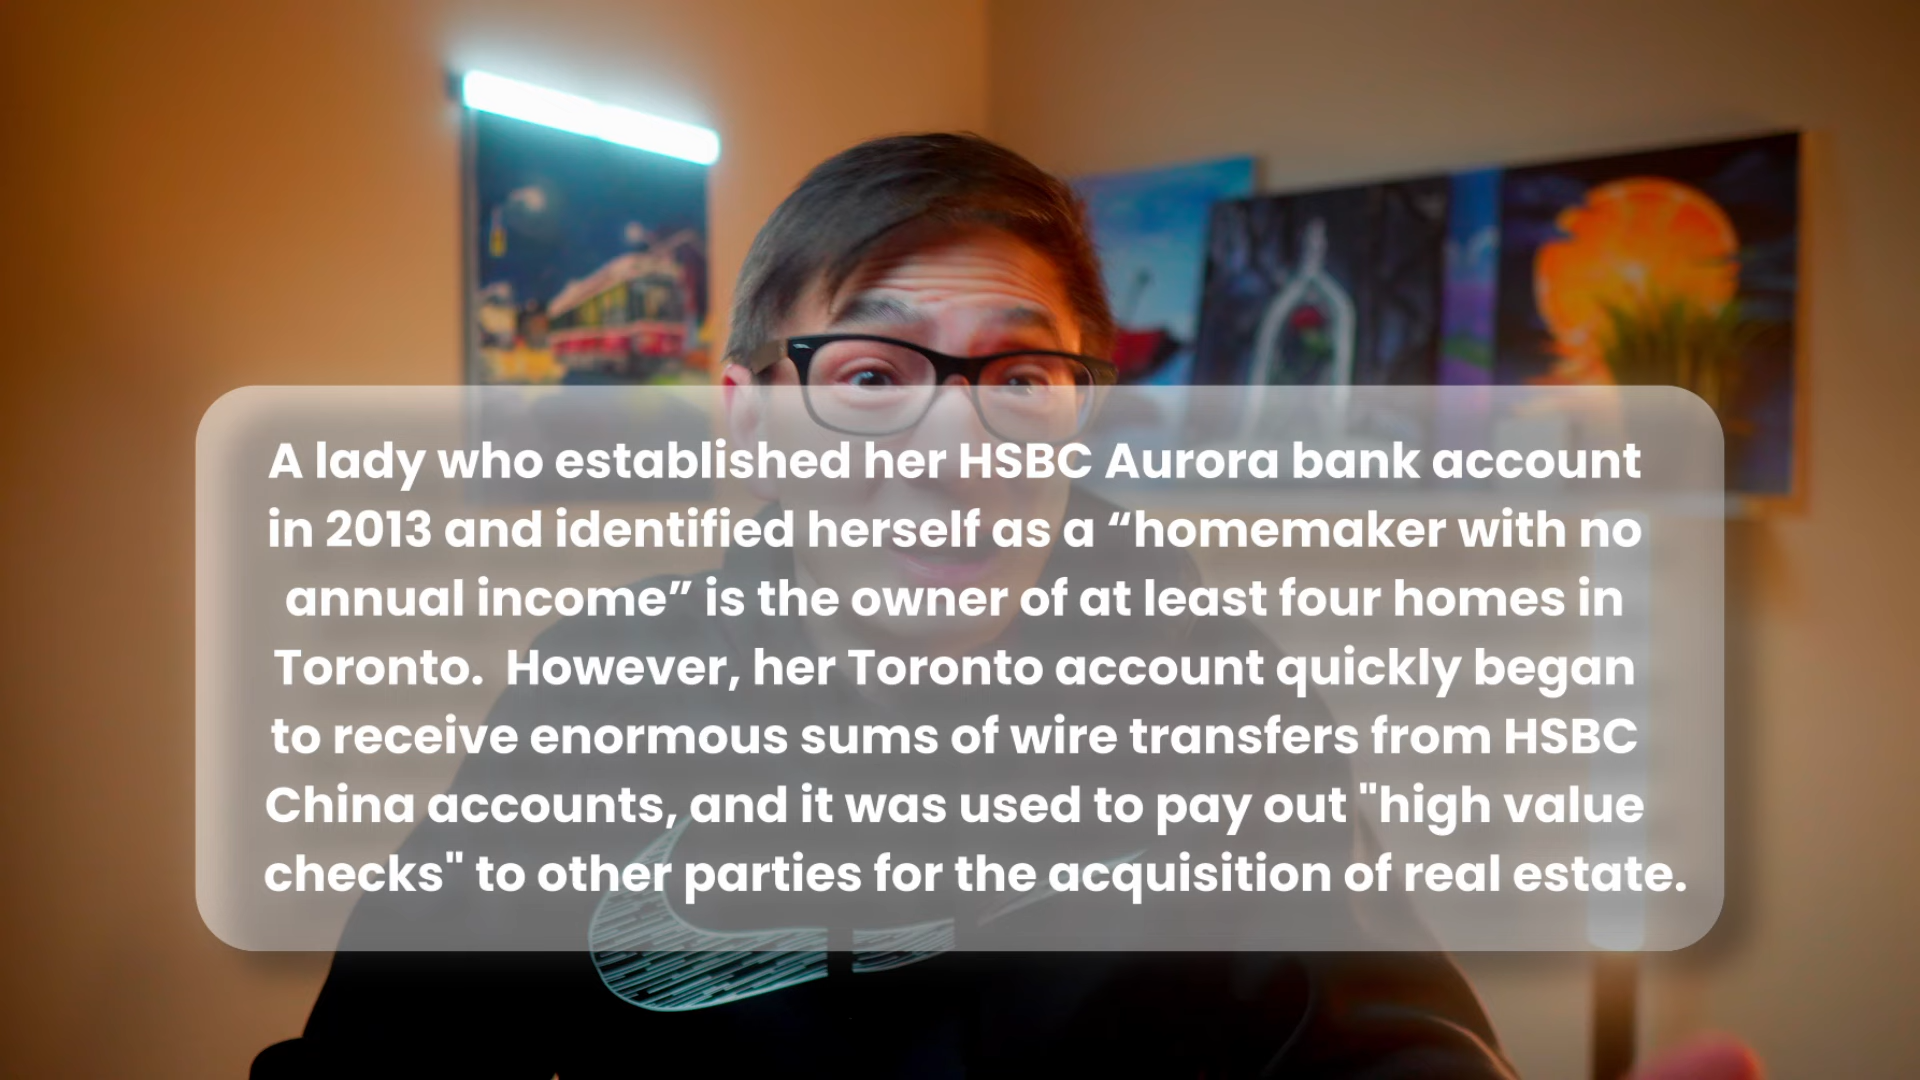 A lady who established her HSBC Aurora bank account
in 2013 and identified herself as a “homemaker with no
annual income” is the owner of at least four homes in
Toronto.  However, her Toronto account quickly began
to receive enormous sums of wire transfers from HSBC
China accounts, and it was used to pay out "high value
checks" to other parties for the acquisition of real estate.